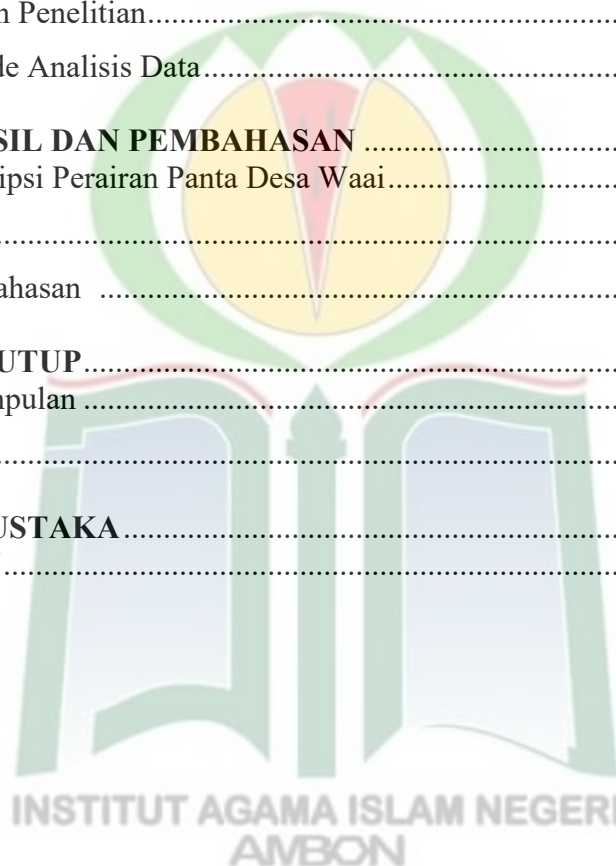 n Penelitian......................................................................
de Analisis Data...............................................................
SIL DAN PEMBAHASAN ..........................................
ipsi Perairan Panta Desa Waai.......................................
........................................................................................
ahasan ............................................................................
UTUP..............................................................................
mpulan ............................................................................
........................................................................................
USTAKA.........................................................................
........................................................................................
INSTITUT AGAMA ISLAM NEGERI
AMBON